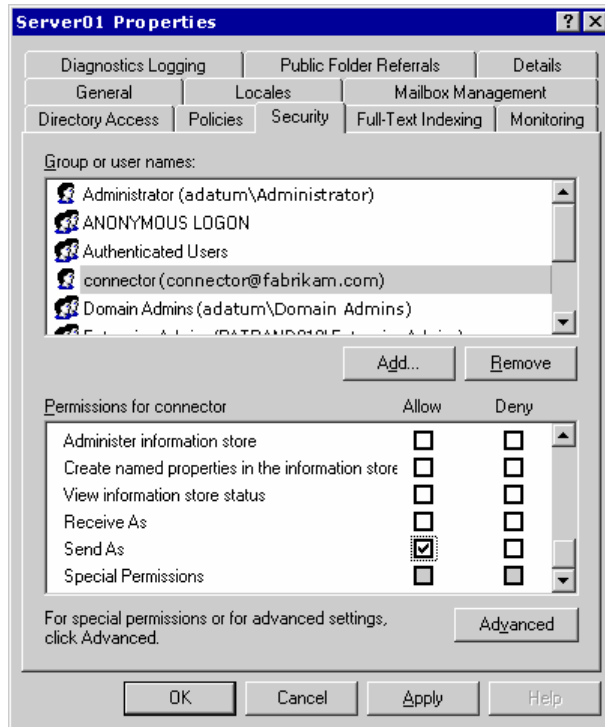 Server01 Properties
Diagnostics Logging Public Folder Referrals Details
General Locales Mailbox Management
Directory Access Policies Security Full-Text Indexing Monitoring
Group or user names:
Administrator (adatum\Administrator)
ANONYMOUS LOGON
Authenticated Users
connector (connector@fabrikam.com)
Domain Admins (adatum\Domain Admins)
Add... Remove
Permissions for connector Allow Deny
Administer information store
Create named properties in the information store
View information store status
Receive As
Send As
Special Permissions
For special permissions or for advanced settings,
click Advanced.
Advanced
OK Cancel Apply Help